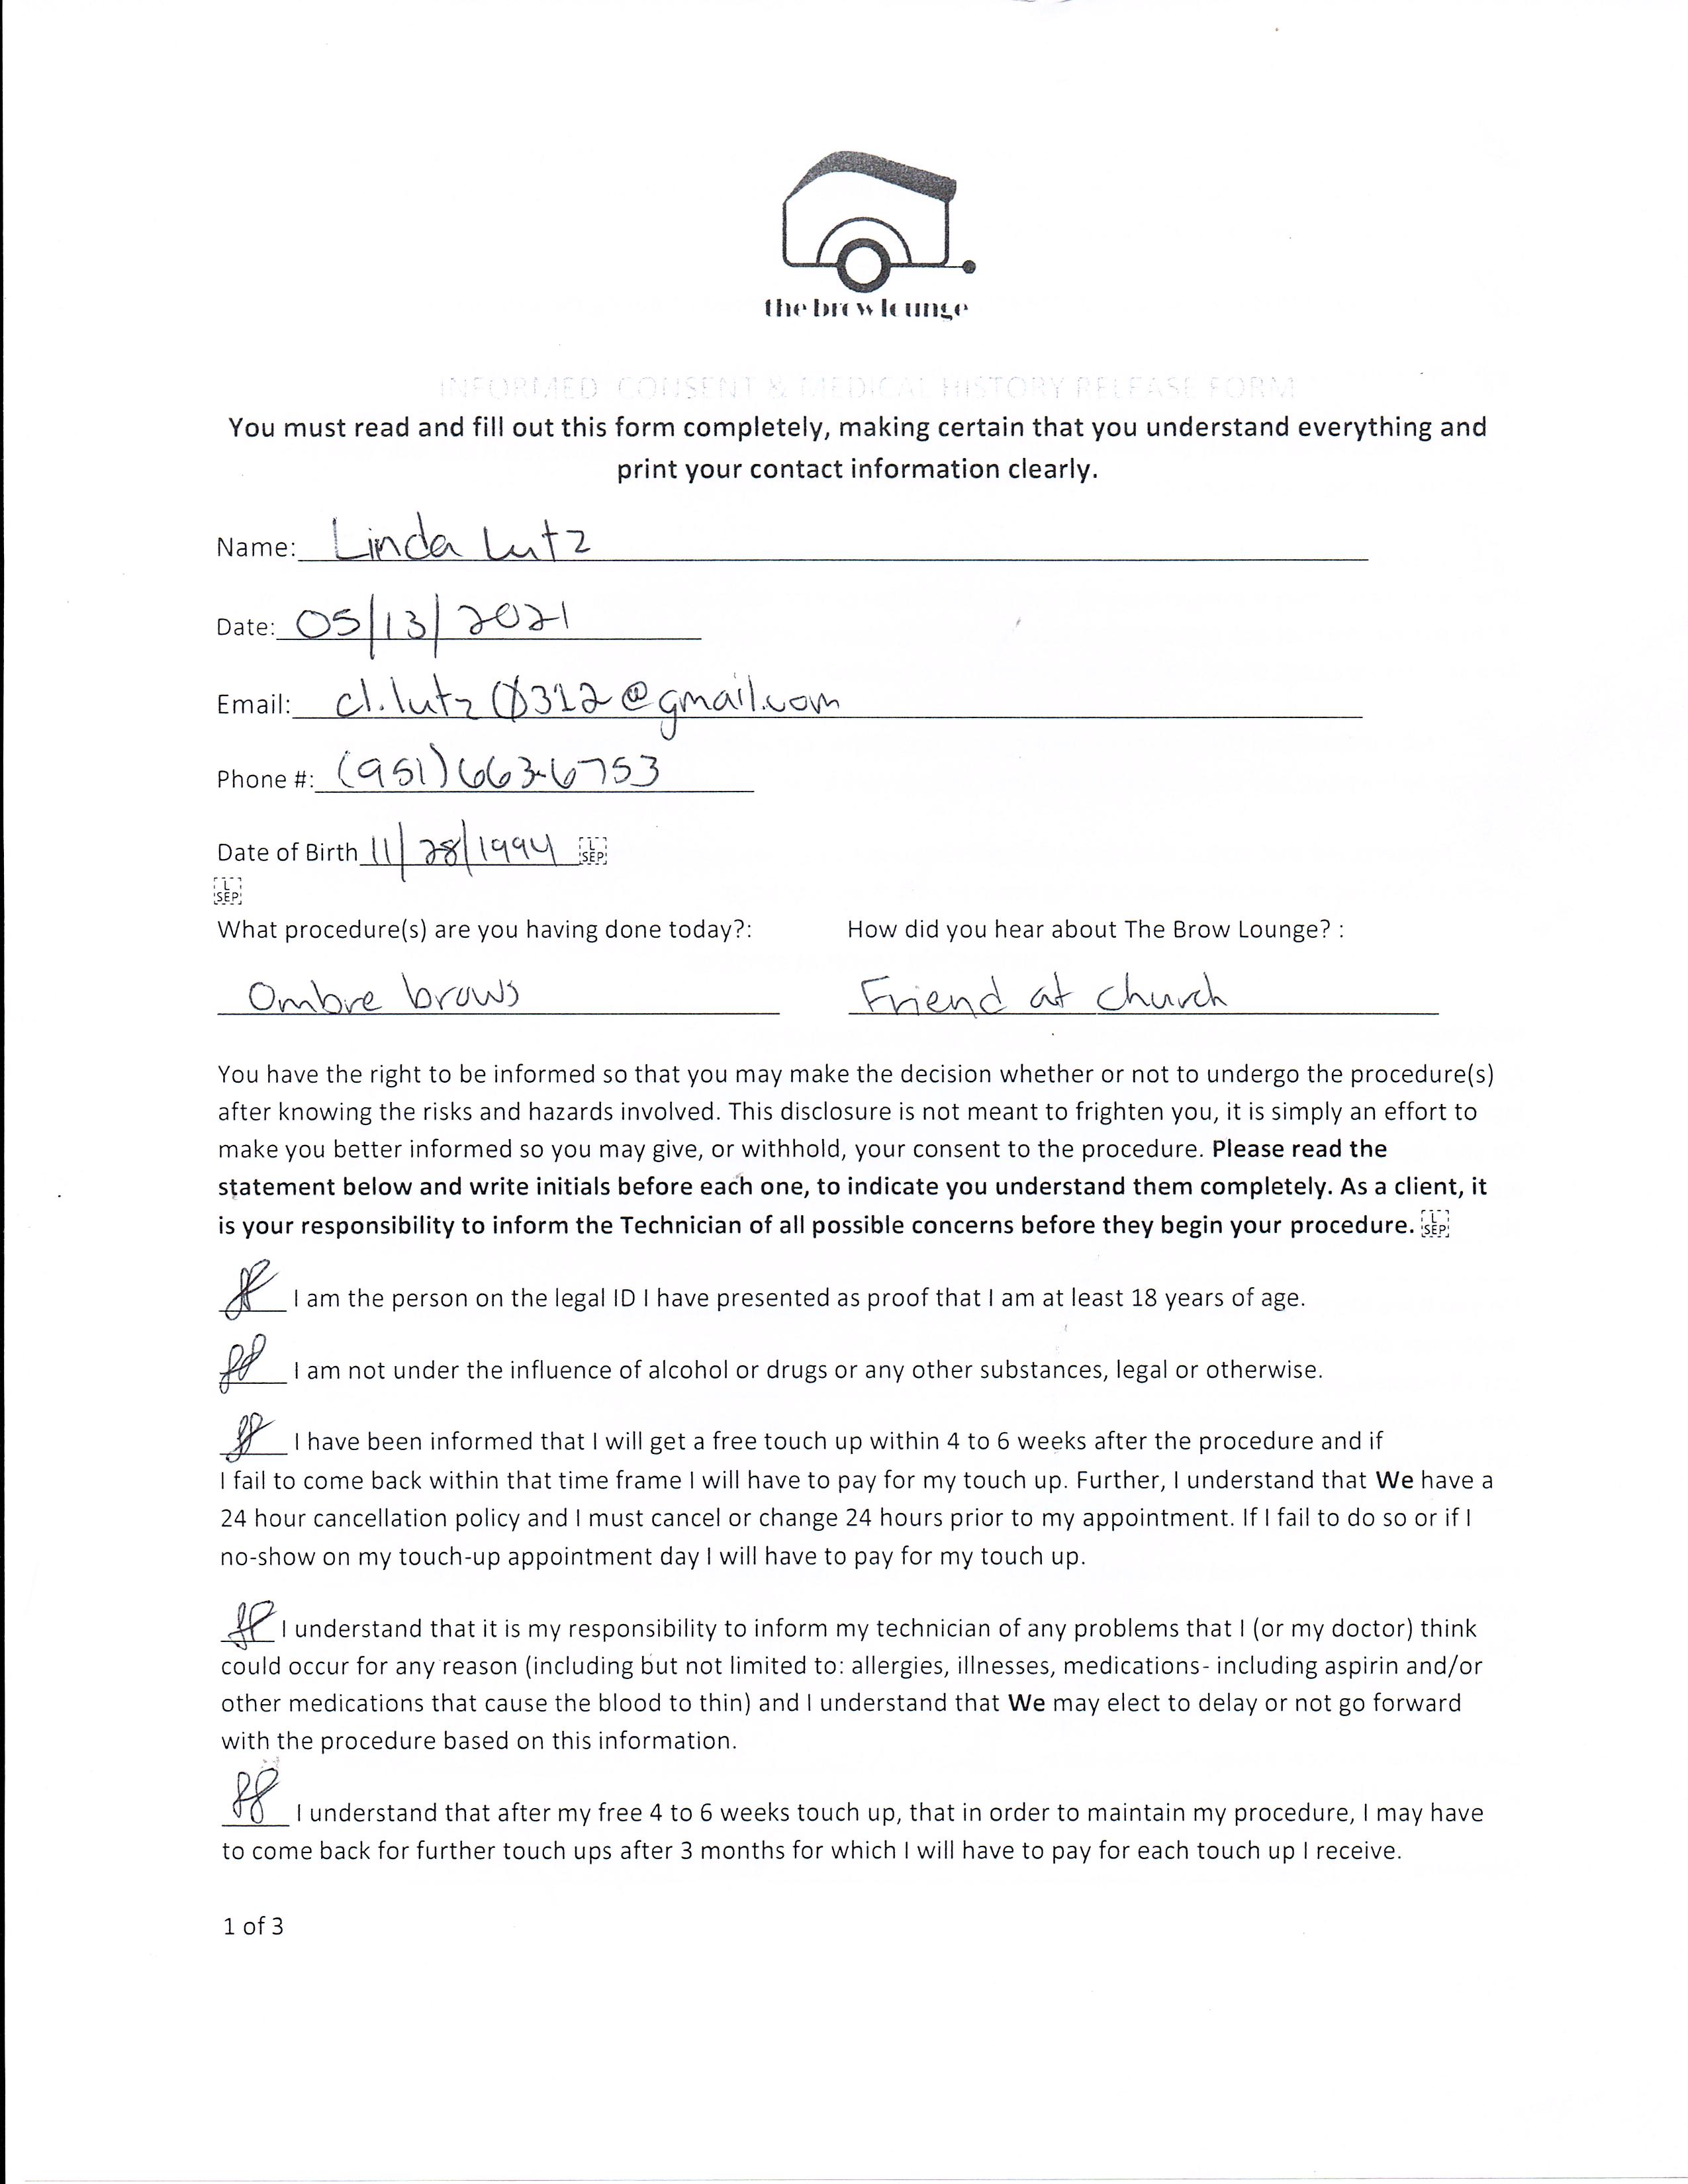 the brow lounge
INFORMED CONSENT & MEDICAL HISTORY RELEASE FORM
You must read and fill out this form completely, making certain that you understand everything and
print your contact information clearly.
Name: Linda Lutz
Date: 05/13/2021
Email: cl.lutz0312@gmail.com
Phone #: (951)663-6753
Date of Birth 11/28/1994 L SEP
L SEP
What procedure(s) are you having done today?: How did you hear about The Brow Lounge? :
Ombre brows Friend at church
You have the right to be informed so that you may make the decision whether or not to undergo the procedure(s)
after knowing the risks and hazards involved. This disclosure is not meant to frighten you, it is simply an effort to
make you better informed so you may give, or withhold, your consent to the procedure. Please read the
statement below and write initials before each one, to indicate you understand them completely. As a client, it
is your responsibility to inform the Technician of all possible concerns before they begin your procedure. L SEP
I am the person on the legal ID I have presented as proof that I am at least 18 years of age.
I am not under the influence of alcohol or drugs or any other substances, legal or otherwise.
I have been informed that I will get a free touch up within 4 to 6 weeks after the procedure and if
I fail to come back within that time frame I will have to pay for my touch up. Further, I understand that We have a
24 hour cancellation policy and I must cancel or change 24 hours prior to my appointment. If I fail to do so or if I
no-show on my touch-up appointment day I will have to pay for my touch up.
I understand that it is my responsibility to inform my technician of any problems that I (or my doctor) think
could occur for any reason (including but not limited to: allergies, illnesses, medications- including aspirin and/or
other medications that cause the blood to thin) and I understand that We may elect to delay or not go forward
with the procedure based on this information.
I understand that after my free 4 to 6 weeks touch up, that in order to maintain my procedure, I may have
to come back for further touch ups after 3 months for which I will have to pay for each touch up I receive.
1 of 3